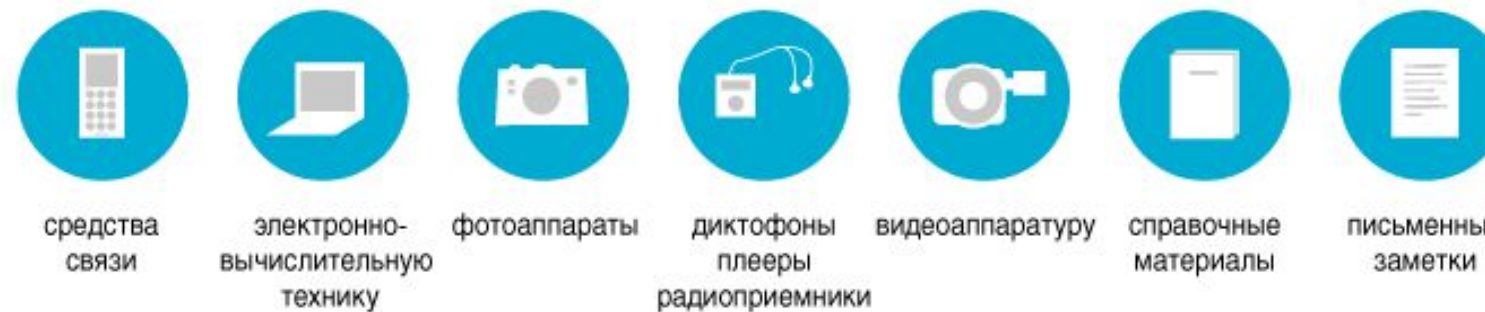 средства
связи
электронно-
вычислительную
технику
фотоаппараты
диктофоны
плееры
радиоприемники
видеоаппаратуру
справочные
материалы
письменны
заметки